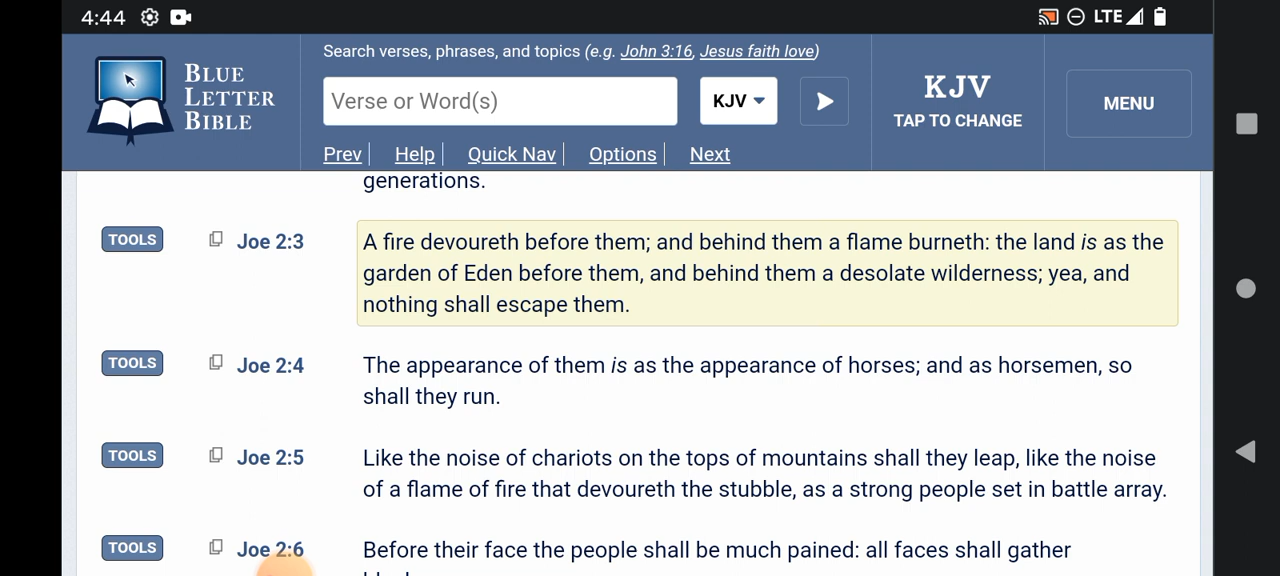 4:44 LTE
Search verses, phrases, and topics (e.g. John 3:16, Jesus faith love)
BLUE
LETTER
BIBLE
Verse or Word(s)
KJV
KJV
TAP TO CHANGE
MENU
Prev Help Quick Nav Options Next
generations.
TOOLS Joe 2:3 A fire devoureth before them; and behind them a flame burneth: the land is as the
garden of Eden before them, and behind them a desolate wilderness; yea, and
nothing shall escape them.
TOOLS Joe 2:4 The appearance of them is as the appearance of horses; and as horsemen, so
shall they run.
TOOLS Joe 2:5 Like the noise of chariots on the tops of mountains shall they leap, like the noise
of a flame of fire that devoureth the stubble, as a strong people set in battle array.
TOOLS Joe 2:6 Before their face the people shall be much pained: all faces shall gather